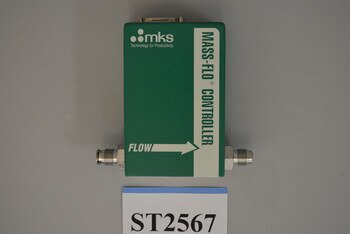 mks
Technology for Productivity
MASS-FLO® CONTROLLER
FLOW
ST2567